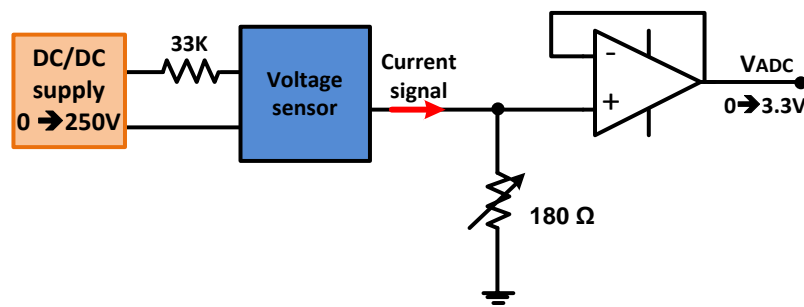 DC/DC
supply
0 ➔250V
33K
Voltage
sensor
Current
signal
-
+
VADC
0➔3.3V
180 Ω